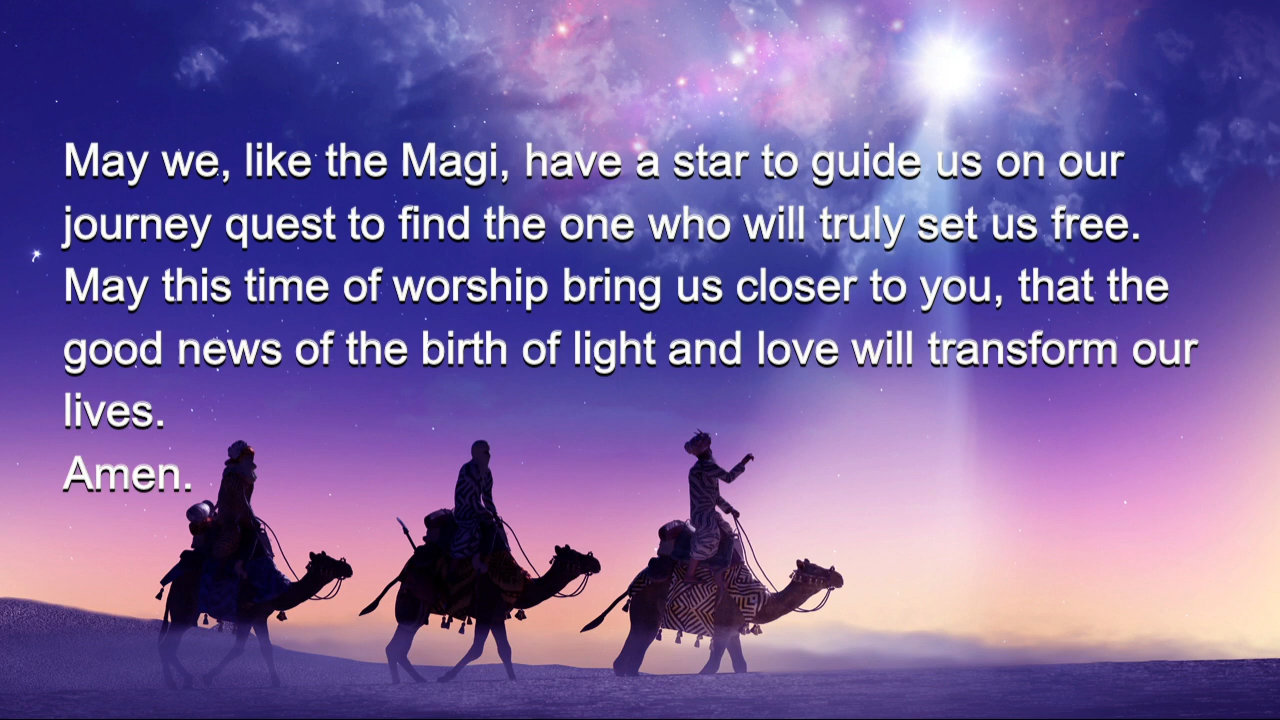 May we, like the Magi, have a star to guide us on our
journey quest to find the one who will truly set us free.
May this time of worship bring us closer to you, that the
good news of the birth of light and love will transform our
lives.
Amen.